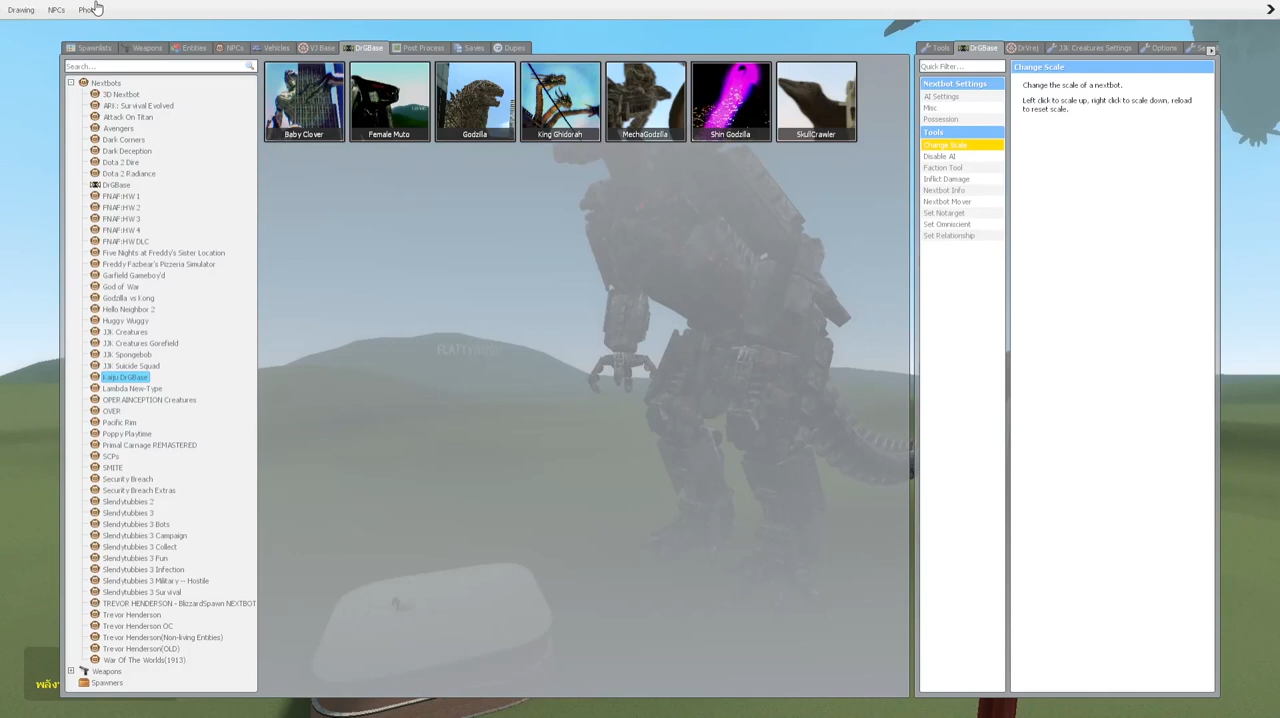 Drawing NPCs
Spawnlists Weapons Entities NPCs Vehicles VJ Base DrGBase Post Process Saves Dupes
Search...
Nextbots
3D Nextbot
ARK: Survival Evolved
Attack On Titan
Avengers
Dark Corners
Dark Deception
Dota 2 Dire
Dota 2 Radiance
DrGBase
FNAF:HW 1
FNAF:HW 2
FNAF:HW 3
FNAF:HW 4
FNAF:HW DLC
Five Nights at Freddy's Sister Location
Freddy Fazbear's Pizzeria Simulator
Garfield Gameboy'd
God of War
Godzilla vs Kong
Hello Neighbor 2
Huggy Wuggy
JJk Creatures
JJk Creatures Gorefield
JJk Spongebob
JJk Suicide Squad
Kaiju DrGBase
Lambda New-Type
OPERAINCEPTION Creatures
OVER
Pacific Rim
Poppy Playtime
Primal Carnage REMASTERED
SCPs
SMITE
Security Breach
Security Breach Extras
Slendytubbies 2
Slendytubbies 3
Slendytubbies 3 Bots
Slendytubbies 3 Campaign
Slendytubbies 3 Collect
Slendytubbies 3 Fun
Slendytubbies 3 Infection
Slendytubbies 3 Military -- Hostile
Slendytubbies 3 Survival
TREVOR HENDERSON - BlizzardSpawn NEXTBOT
Trevor Henderson
Trevor Henderson OC
Trevor Henderson(Non-living Entities)
Trevor Henderson(OLD)
War Of The Worlds(1913)
Weapons
Spawners
Baby Clover Female Muto Godzilla King Ghidorah MechaGodzilla Shin Godzilla SkullCrawler
Tools DrGBase DrVrej JJk Creatures Settings Options
Quick Filter...
Nextbot Settings
AI Settings
Misc
Possession
Tools
Change Scale
Disable AI
Faction Tool
Inflict Damage
Nextbot Info
Nextbot Mover
Set Notarget
Set Omniscient
Set Relationship
Change Scale
Change the scale of a nextbot.
Left click to scale up, right click to scale down, reload
to reset scale.